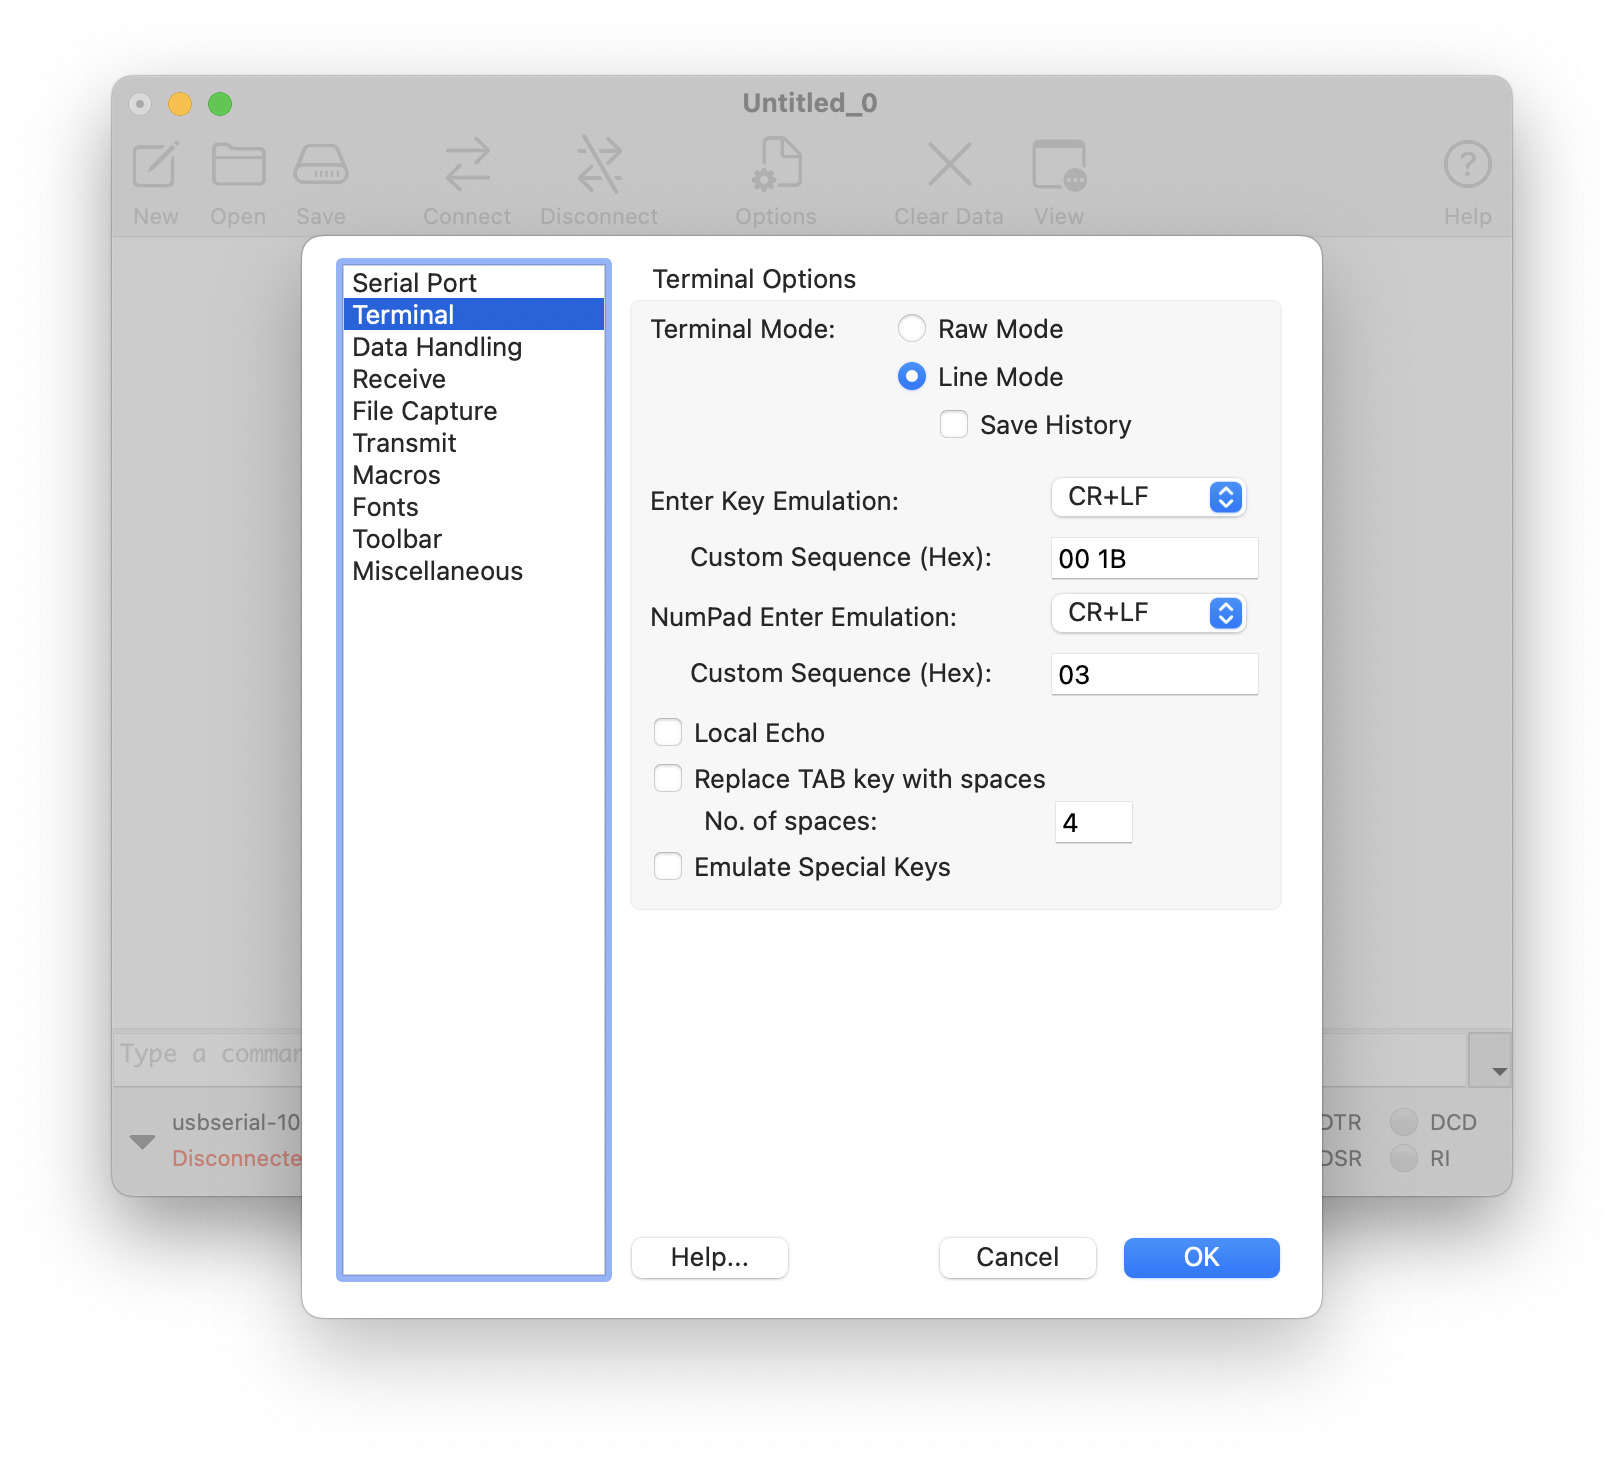 Untitled_0
New Open Save Connect Disconnect Options Clear Data View Help
Serial Port
Terminal
Data Handling
Receive
File Capture
Transmit
Macros
Fonts
Toolbar
Miscellaneous
Terminal Options
Terminal Mode: Raw Mode
Line Mode
Save History
Enter Key Emulation: CR+LF
Custom Sequence (Hex): 00 1B
NumPad Enter Emulation: CR+LF
Custom Sequence (Hex): 03
Local Echo
Replace TAB key with spaces
No. of spaces: 4
Emulate Special Keys
Help... Cancel OK
Type a
usbserial-10 DTR DCD
DSR RI